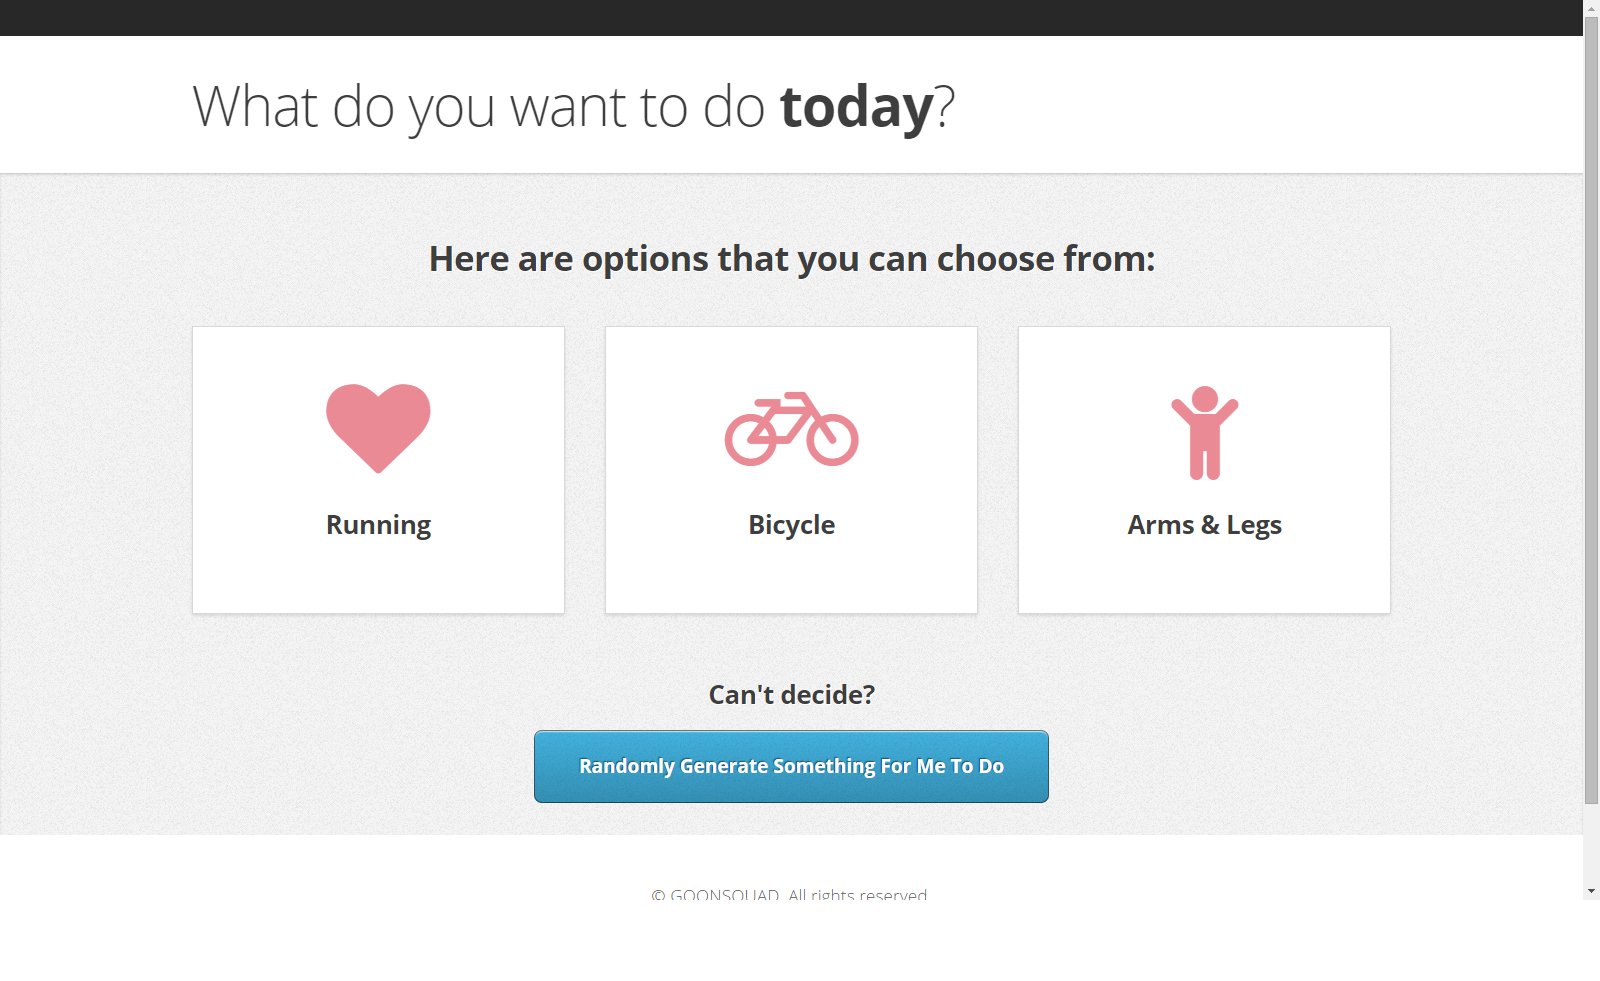 What do you want to do today?
Here are options that you can choose from:
Running
Bicycle
Arms & Legs
Can't decide?
Randomly Generate Something For Me To Do
© GOONSQUAD. All rights reserved.